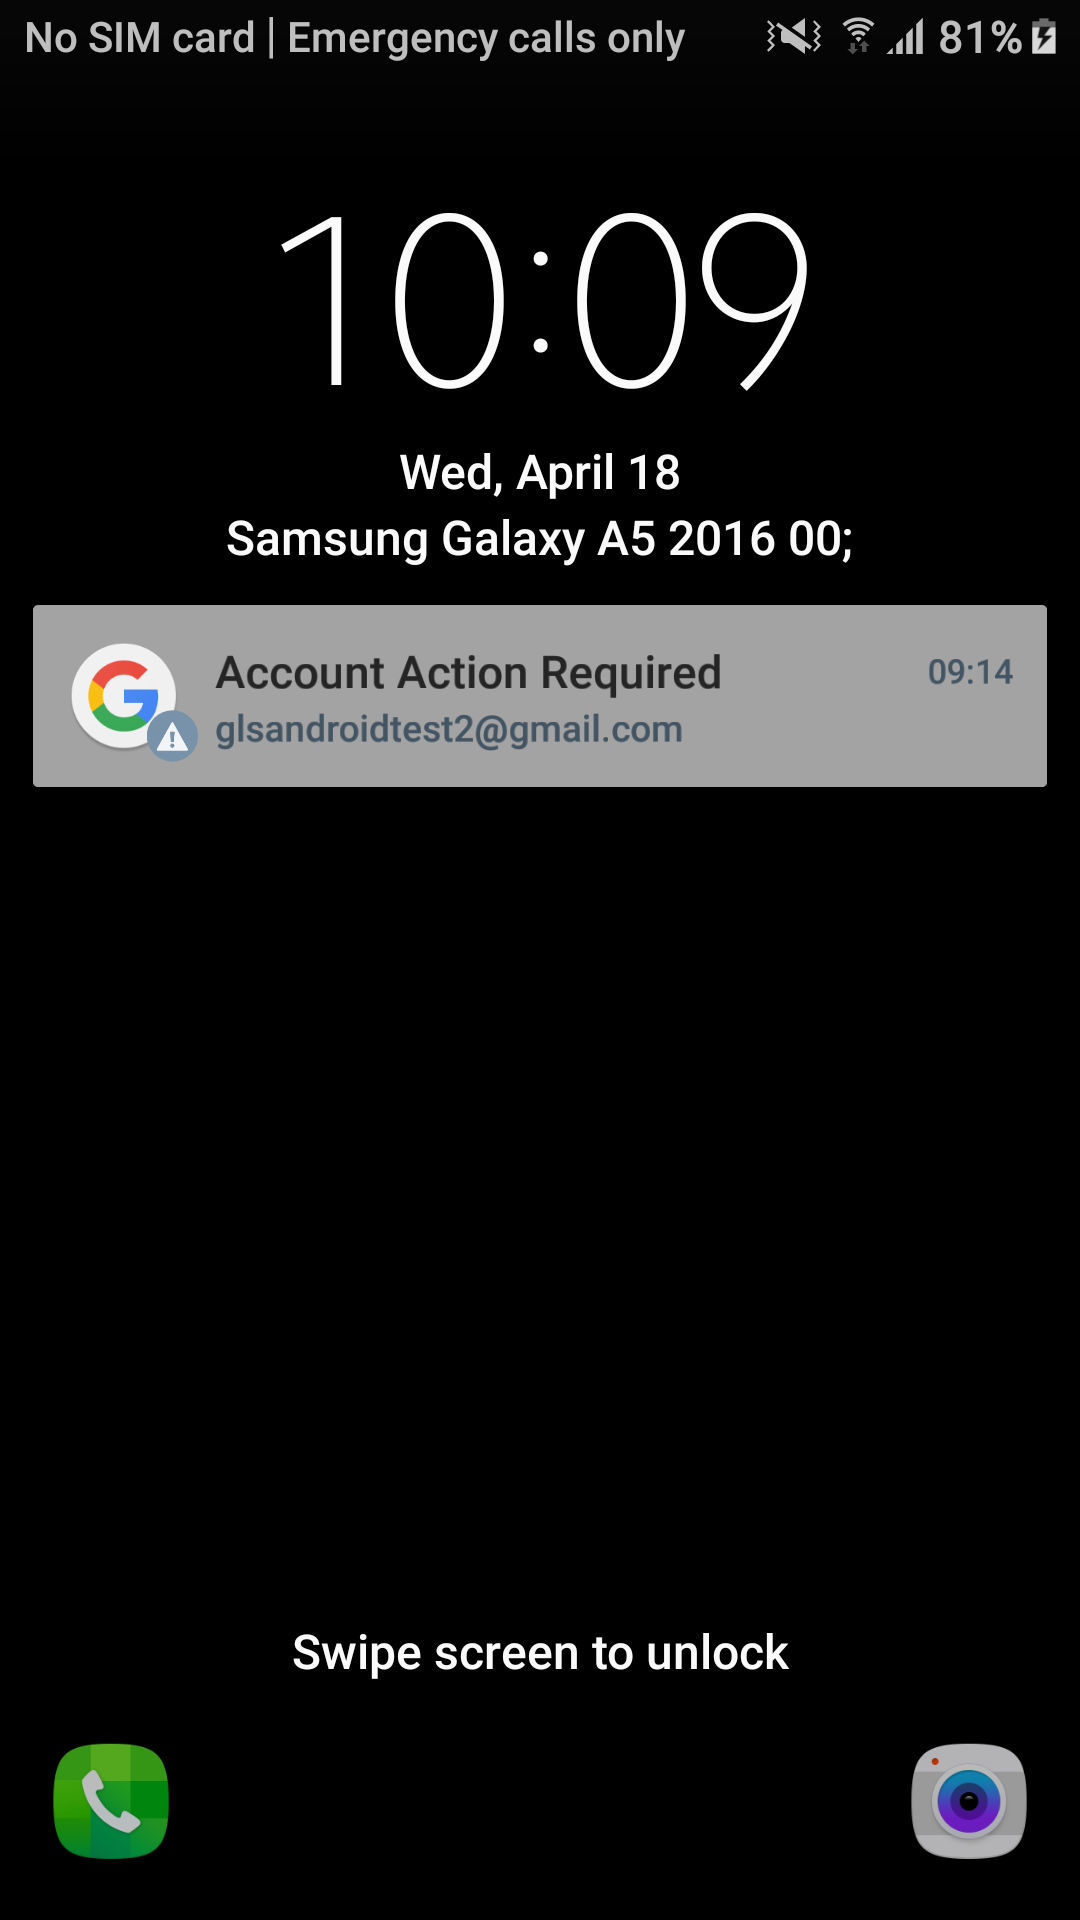 No SIM card | Emergency calls only 81%
10:09
Wed, April 18
Samsung Galaxy A5 2016 00;
Account Action Required 09:14
glsandroidtest2@gmail.com
Swipe screen to unlock